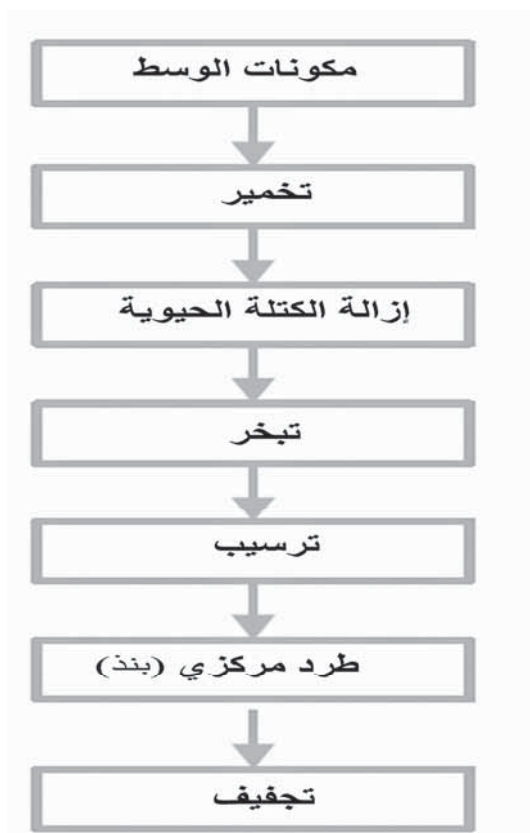 مكونات الوسط
تخمير
إزالة الكتلة الحيوية
تبخر
ترسيب
طرد مركزي (بنذ)
تجفيف